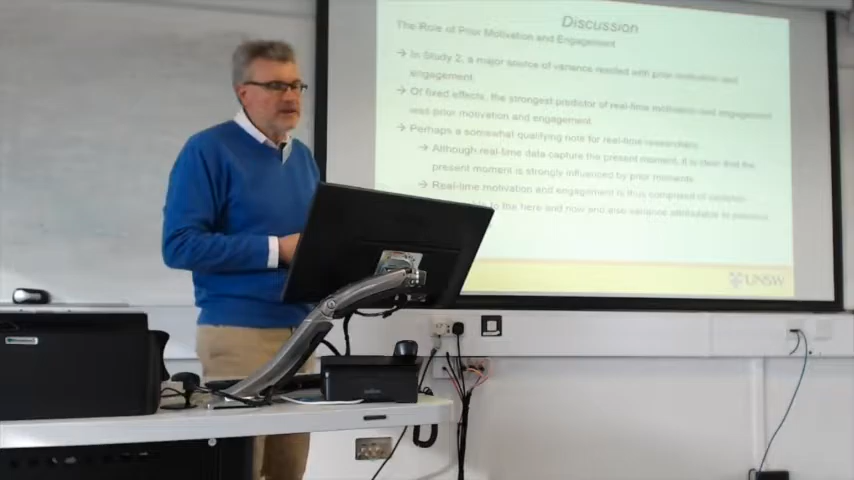 Discussion
The Role of Prior Motivation and Engagement
→ In Study 2, a major source of variance resided with prior motivation and
engagement.
→ Of fixed effects, the strongest predictor of real-time motivation and engagement
was prior motivation and engagement.
→ Perhaps a somewhat qualifying note for real-time researchers
→ Although real-time data capture the present moment, it is clear that the
present moment is strongly influenced by prior moments.
→ Real-time motivation and engagement is thus comprised of variance
to the here and now and also variance attributable to previous
UNSW